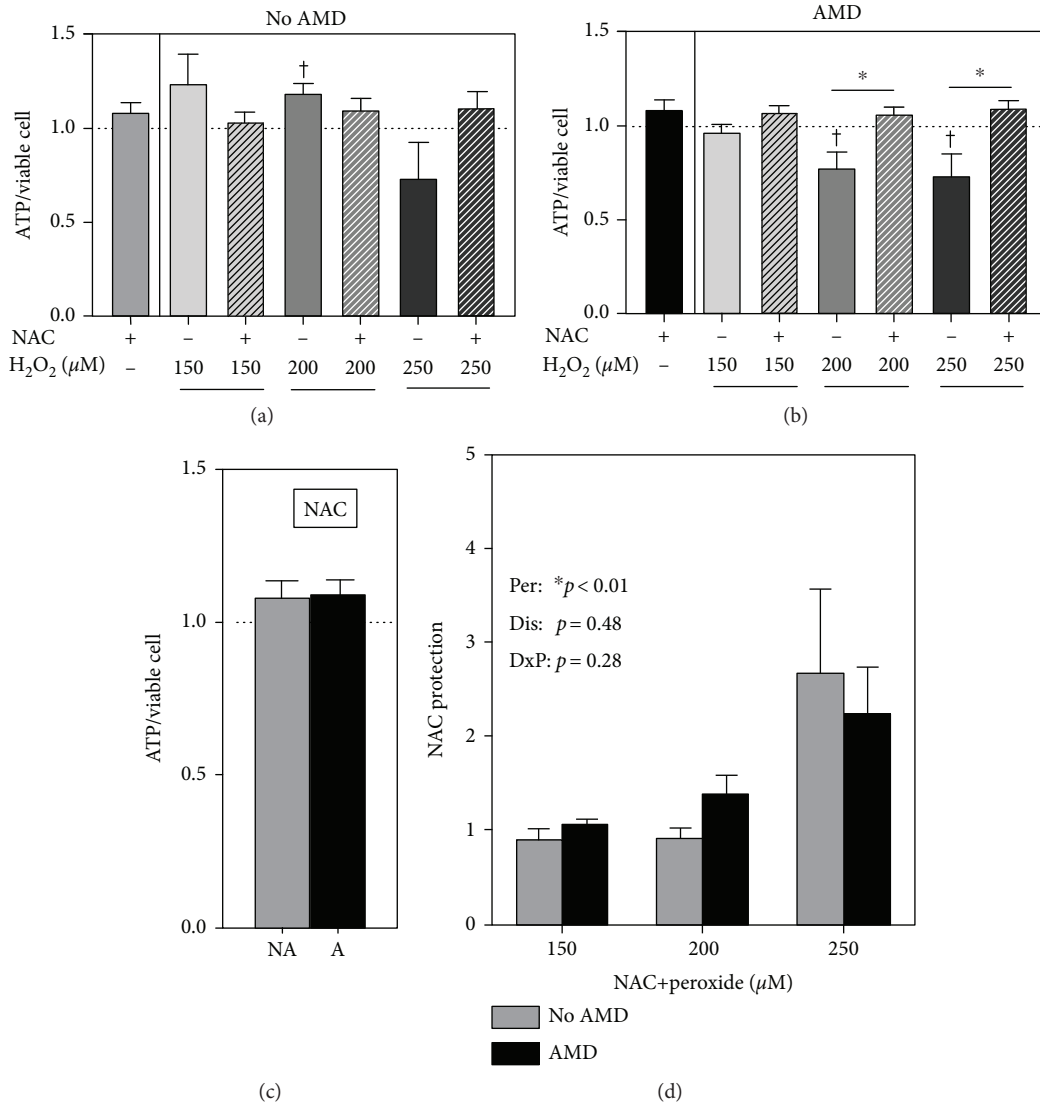 No AMD
1.5
1.0
0.5
0.0
ATP/viable cell
†
NAC + − + − + − +
H₂O₂ (μM) − 150 150 200 200 250 250
(a)
AMD
1.5
1.0
0.5
0.0
ATP/viable cell
* *
† †
NAC + − + − + − +
H₂O₂ (μM) − 150 150 200 200 250 250
(b)
1.5
1.0
0.5
0.0
ATP/viable cell
NAC
NA A
(c)
5
4
3
2
1
0
NAC protection
Per: *p < 0.01
Dis: p = 0.48
DxP: p = 0.28
150 200 250
NAC+peroxide (μM)
No AMD
AMD
(d)